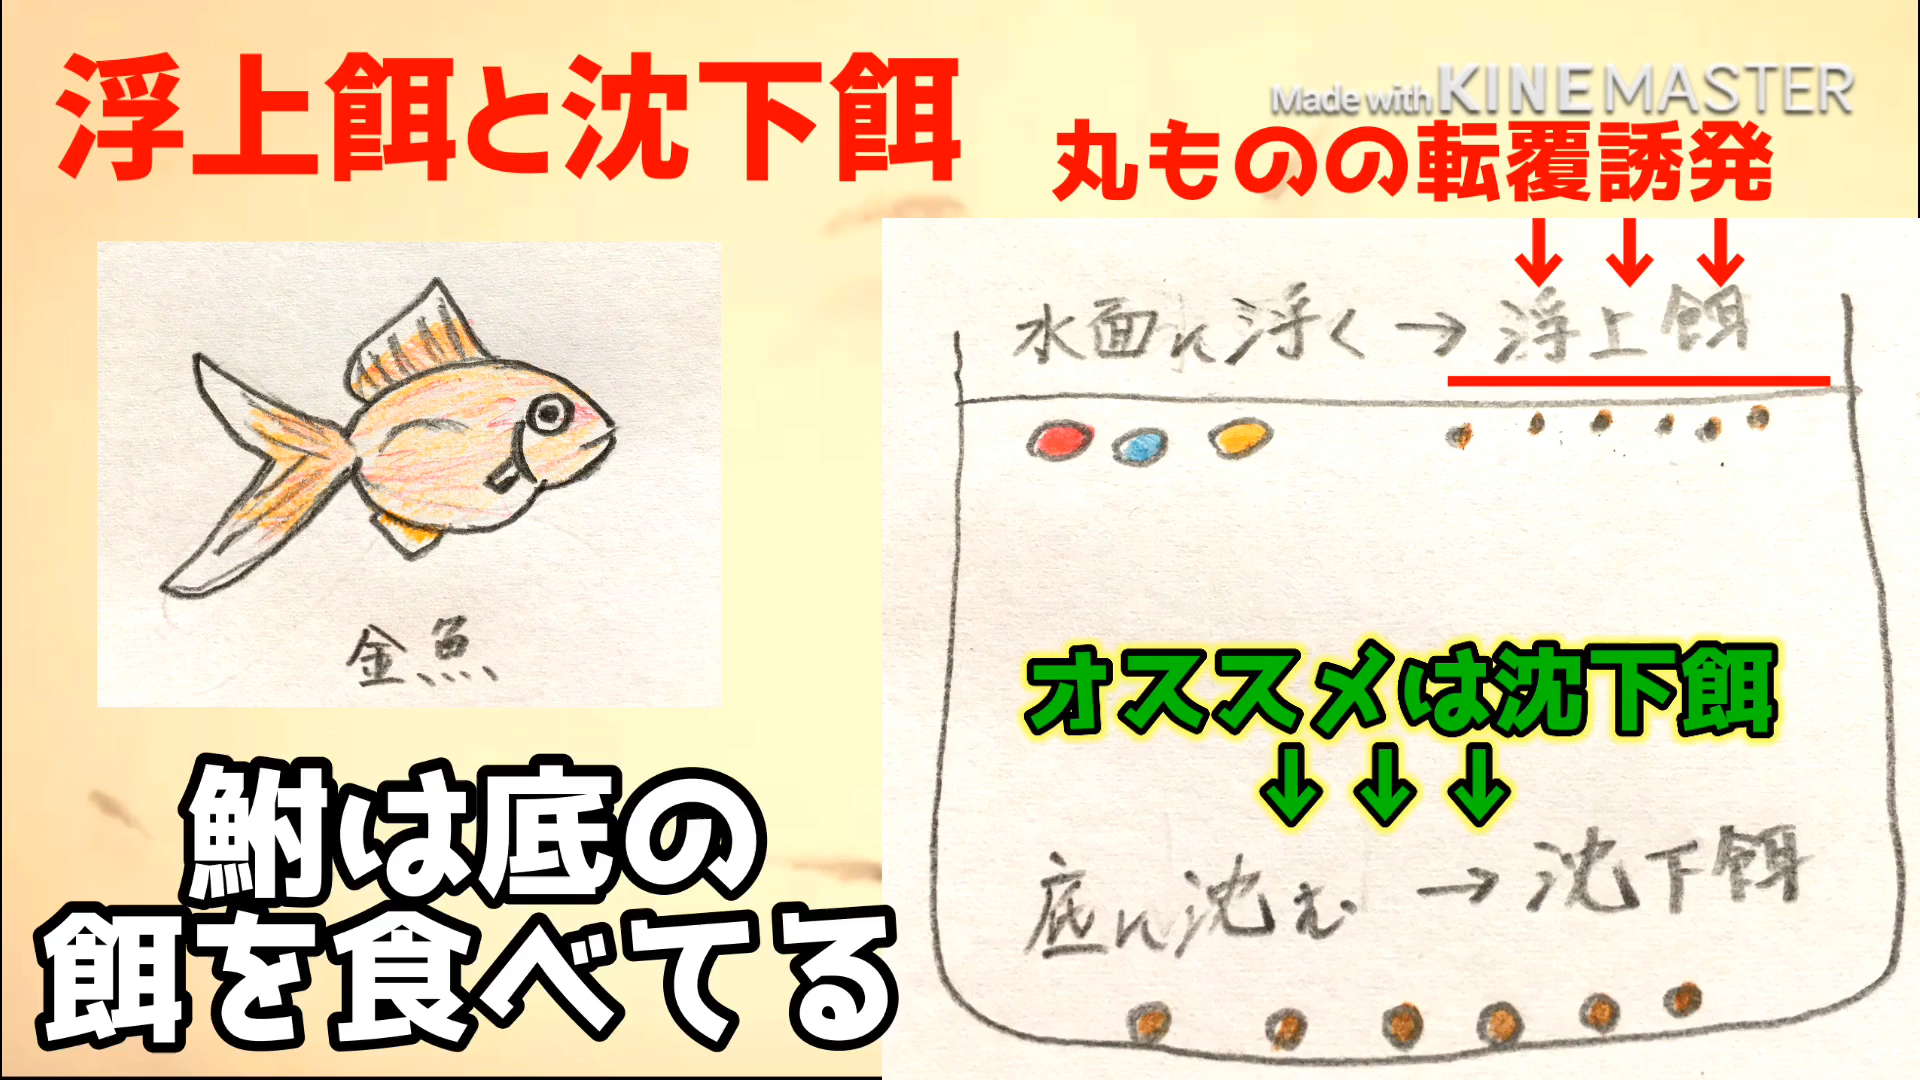 浮上餌と沈下餌
Made with KINEMASTER
丸ものの転覆誘発
↓ ↓ ↓
水面に浮く → 浮上餌
金魚
オススメは沈下餌
↓ ↓ ↓
底に沈む → 沈下餌
鮒は底の
餌を食べてる